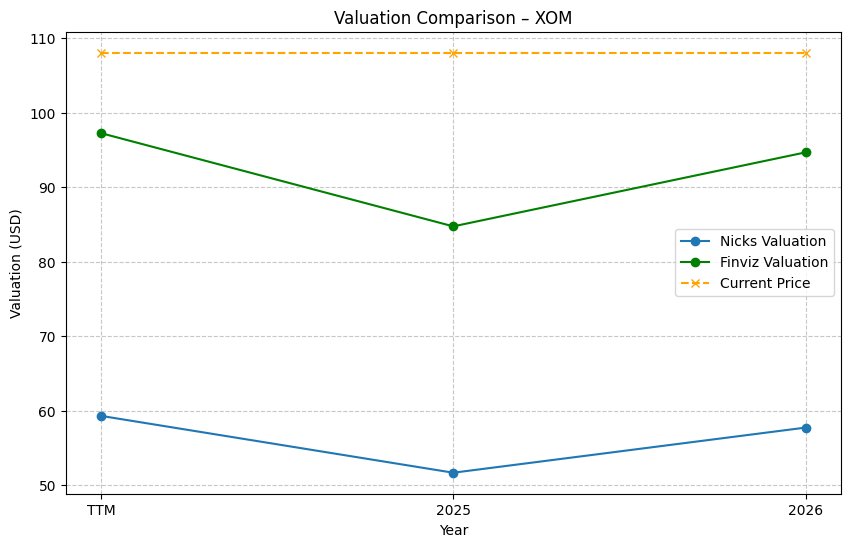 Valuation Comparison – XOM
Valuation (USD)
110
100
90
80
70
60
50
Nicks Valuation
Finviz Valuation
Current Price
TTM 2025 2026
Year